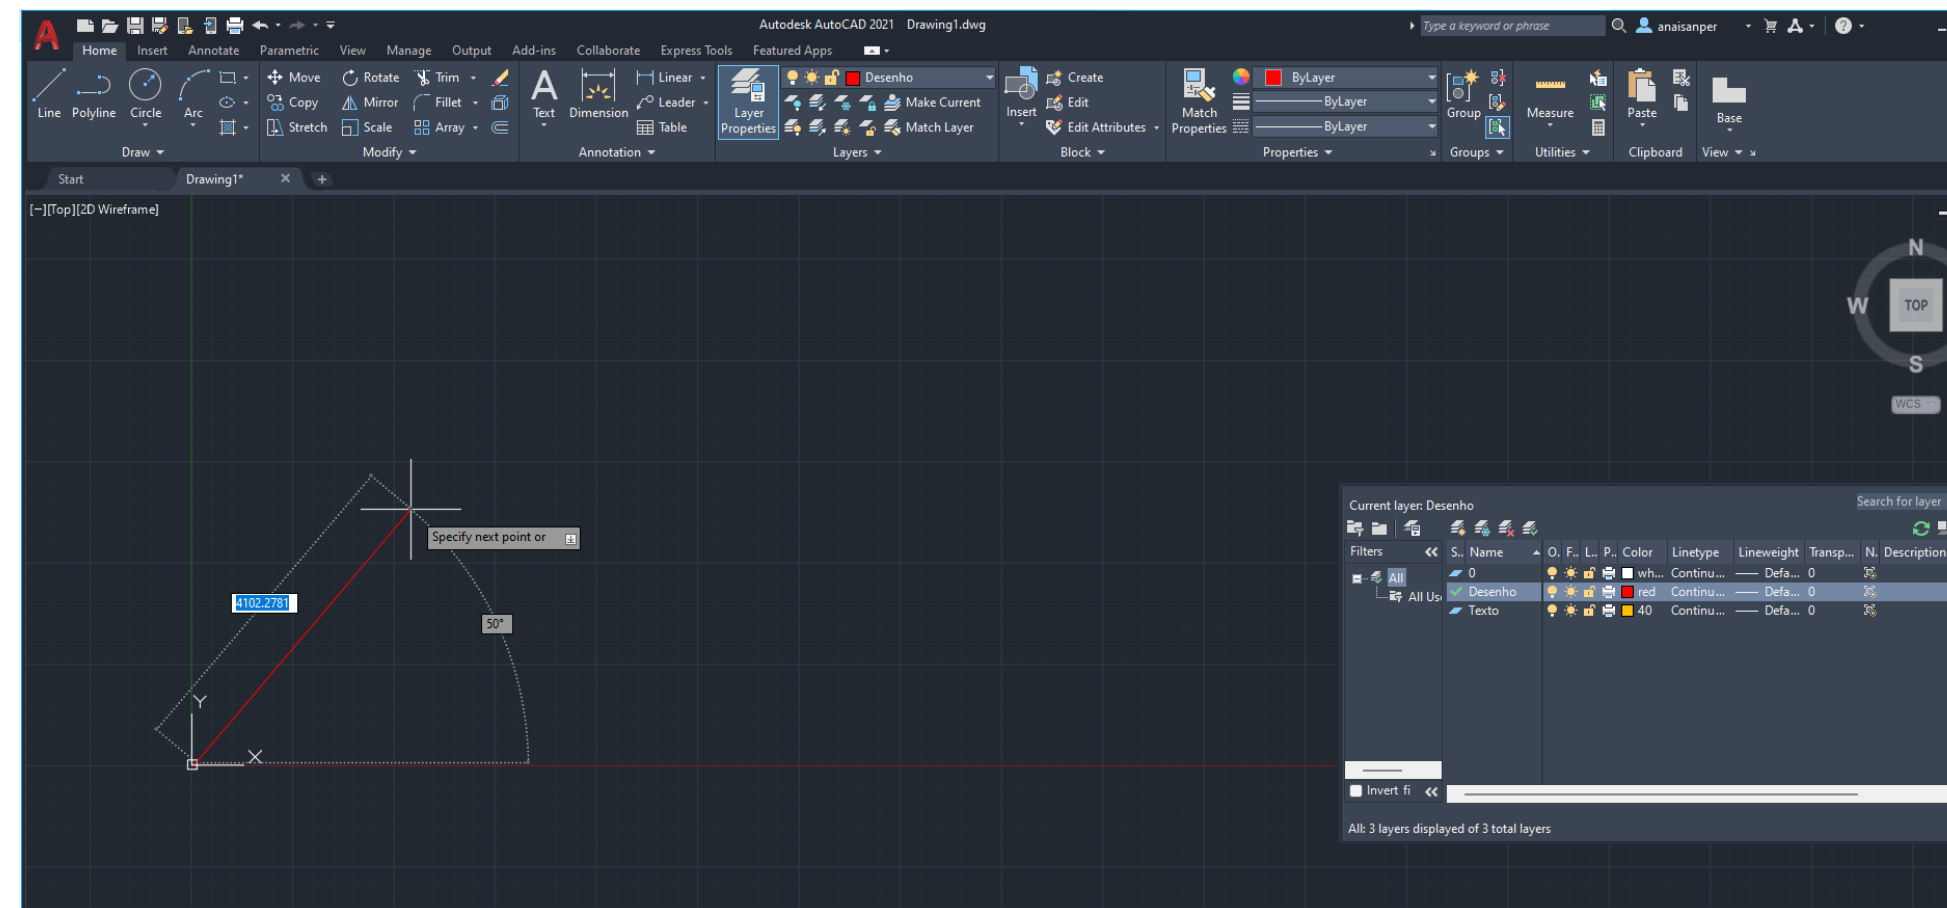 Autodesk AutoCAD 2021 Drawing1.dwg
Type a keyword or phrase
anaisanper
Home Insert Annotate Parametric View Manage Output Add-ins Collaborate Express Tools Featured Apps
Line Polyline Circle Arc
Draw
Move Rotate Trim
Copy Mirror Fillet
Stretch Scale Array
Modify
Text Dimension
Linear
Leader
Table
Annotation
Layer
Properties
Desenho
Make Current
Match Layer
Layers
Insert
Create
Edit
Edit Attributes
Block
Match
Properties
ByLayer
ByLayer
ByLayer
Properties
Group
Groups
Measure
Utilities
Paste
Clipboard
Base
View
Start Drawing1* × +
[−][Top][2D Wireframe]
N
W TOP
S
WCS
Specify next point or
4102.2781
50°
Y
X
Current layer: Desenho
Search for layer
Filters « S.. Name O. F.. L.. P.. Color Linetype Lineweight Transp... N. Description
All
All Us
0 wh... Continu... Defa... 0
Desenho red Continu... Defa... 0
Texto 40 Continu... Defa... 0
Invert fi «
All: 3 layers displayed of 3 total layers